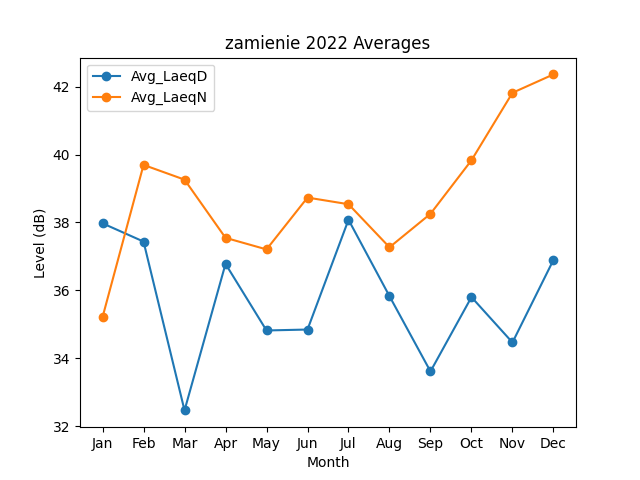 zamienie 2022 Averages
Avg_LaeqD
Avg_LaeqN
Level (dB)
42
40
38
36
34
32
Jan Feb Mar Apr May Jun Jul Aug Sep Oct Nov Dec
Month